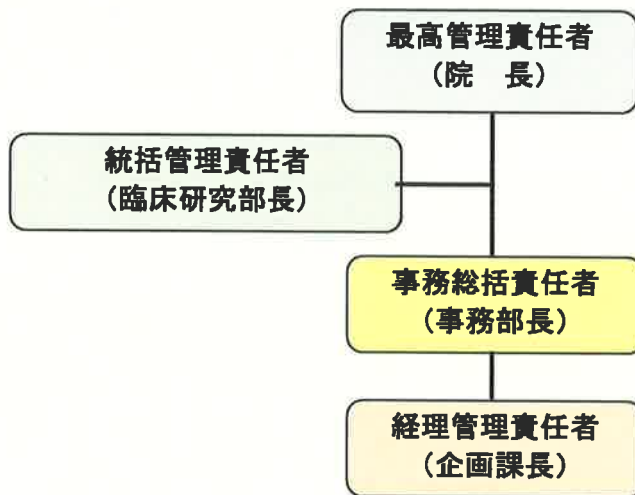 最高管理責任者
（院　長）
統括管理責任者
（臨床研究部長）
事務総括責任者
（事務部長）
経理管理責任者
（企画課長）